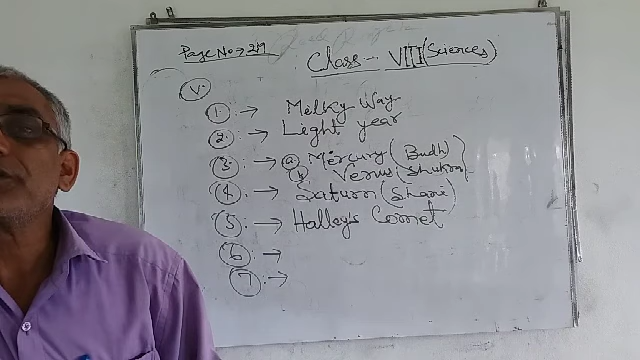 Page No → 219
Class - VIII (Sciences)
V.
1 :→ Milky Way
2 :→ Light year
3 :→ a Mercury (Budh)
b Venus (Shukra)
4 :→ Saturn (Shani)
5 :→ Halley's Comet
6 :→
7 :→